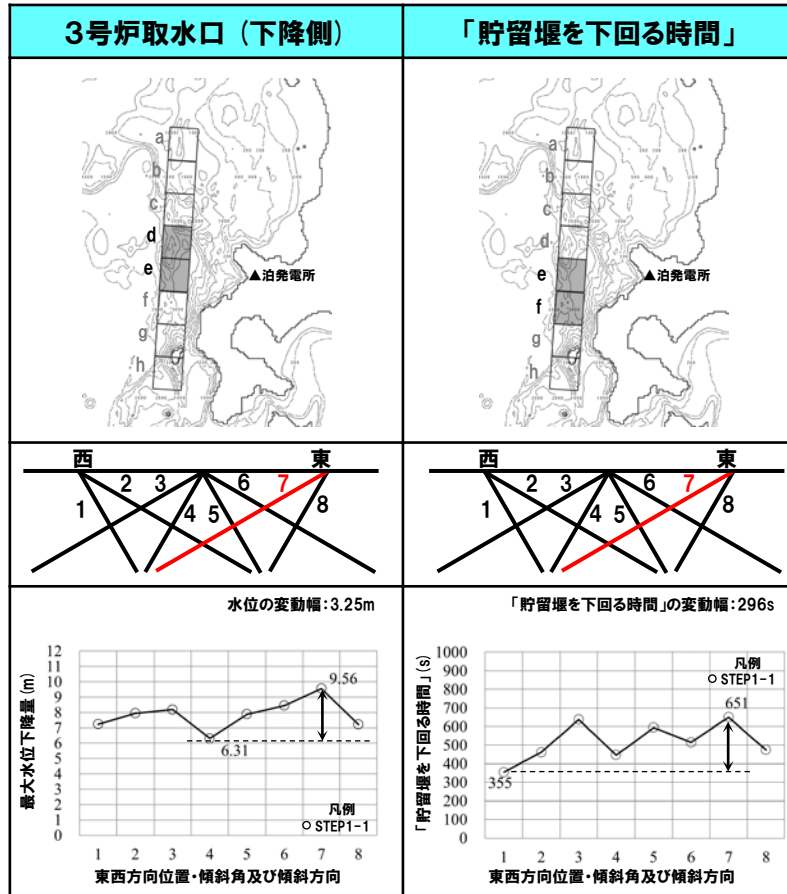 3号炉取水口（下降側）
「貯留堰を下回る時間」
a
b
c
d
e
f
g
h
▲泊発電所
a
b
c
d
e
f
g
h
▲泊発電所
西 東
1 2 3 4 5 6 7 8
西 東
1 2 3 4 5 6 7 8
水位の変動幅：3.25m
最大水位下降量(m)
12
11
10
9
8
7
6
5
4
3
2
1
0
9.56
6.31
凡例
○ STEP1-1
1 2 3 4 5 6 7 8
東西方向位置・傾斜角及び傾斜方向
「貯留堰を下回る時間」の変動幅：296s
「貯留堰を下回る時間」(s)
1000
900
800
700
600
500
400
300
200
100
0
凡例
○ STEP1-1
651
355
1 2 3 4 5 6 7 8
東西方向位置・傾斜角及び傾斜方向